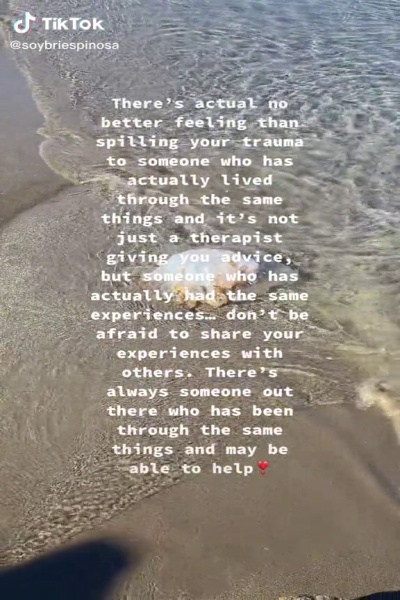 TikTok
@soybriespinosa
There's actual no
better feeling than
spilling your trauma
to someone who has
actually lived
through the same
things and it's not
just a therapist
giving you advice,
but someone who has
actually had the same
experiences… don't be
afraid to share your
experiences with
others. There's
always someone out
there who has been
through the same
things and may be
able to help❣️